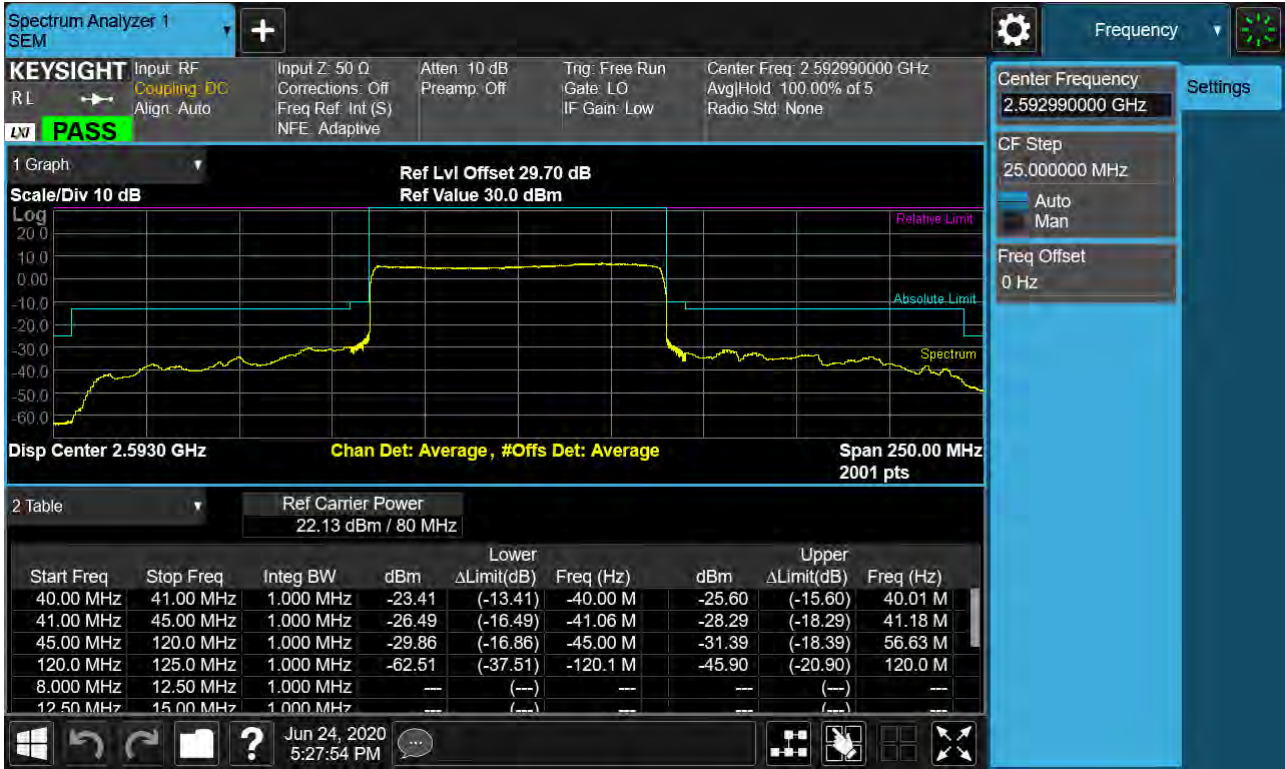 Spectrum Analyzer 1
SEM
+
Frequency
KEYSIGHT
RL
LXI
PASS
Input: RF
Coupling: DC
Align: Auto
Input Z: 50 Ω
Corrections: Off
Freq Ref: Int (S)
NFE: Adaptive
Atten: 10 dB
Preamp: Off
Trig: Free Run
Gate: LO
IF Gain: Low
Center Freq: 2.592990000 GHz
Avg|Hold: 100.00% of 5
Radio Std: None
Center Frequency
2.592990000 GHz
Settings
CF Step
25.000000 MHz
Auto
Man
Freq Offset
0 Hz
1 Graph
Scale/Div 10 dB
Ref Lvl Offset 29.70 dB
Ref Value 30.0 dBm
Log
20.0
10.0
0.00
-10.0
-20.0
-30.0
-40.0
-50.0
-60.0
Relative Limit
Absolute Limit
Spectrum
Disp Center 2.5930 GHz
Chan Det: Average , #Offs Det: Average
Span 250.00 MHz
2001 pts
2 Table
Ref Carrier Power
22.13 dBm / 80 MHz
Lower Upper
Start Freq Stop Freq Integ BW dBm ΔLimit(dB) Freq (Hz) dBm ΔLimit(dB) Freq (Hz)
40.00 MHz 41.00 MHz 1.000 MHz -23.41 (-13.41) -40.00 M -25.60 (-15.60) 40.01 M
41.00 MHz 45.00 MHz 1.000 MHz -26.49 (-16.49) -41.06 M -28.29 (-18.29) 41.18 M
45.00 MHz 120.0 MHz 1.000 MHz -29.86 (-16.86) -45.00 M -31.39 (-18.39) 56.63 M
120.0 MHz 125.0 MHz 1.000 MHz -62.51 (-37.51) -120.1 M -45.90 (-20.90) 120.0 M
8.000 MHz 12.50 MHz 1.000 MHz --- (---) --- --- (---) ---
12.50 MHz 15.00 MHz 1.000 MHz --- (---) --- --- (---) ---
?
Jun 24, 2020
5:27:54 PM